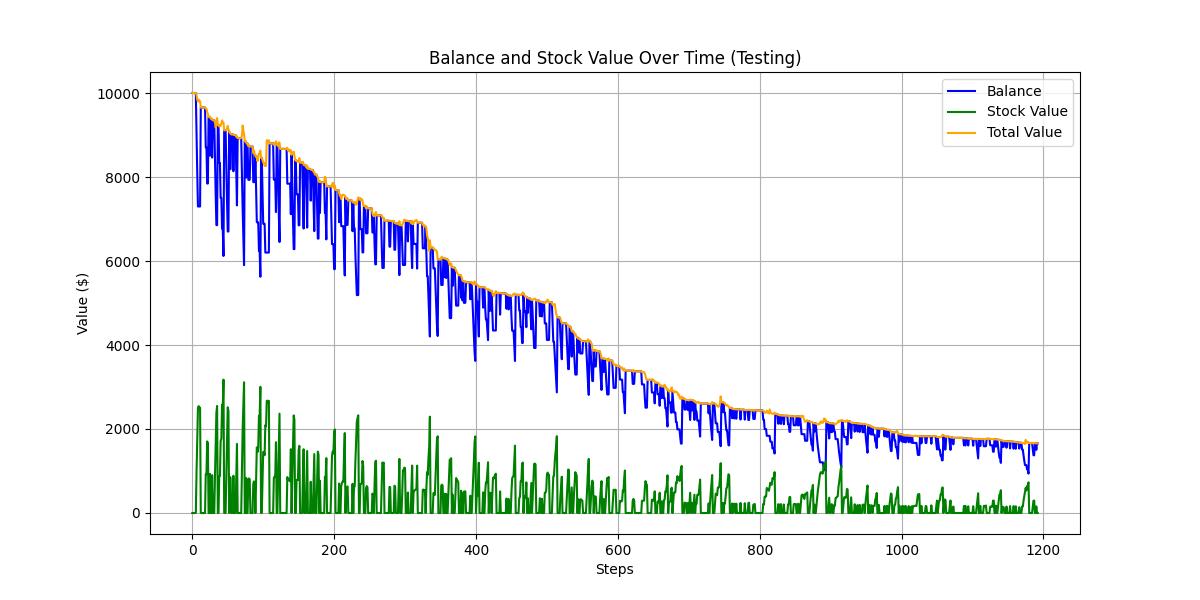 Balance and Stock Value Over Time (Testing)
Balance
Stock Value
Total Value
10000
8000
6000
4000
2000
0
Value ($)
0 200 400 600 800 1000 1200
Steps